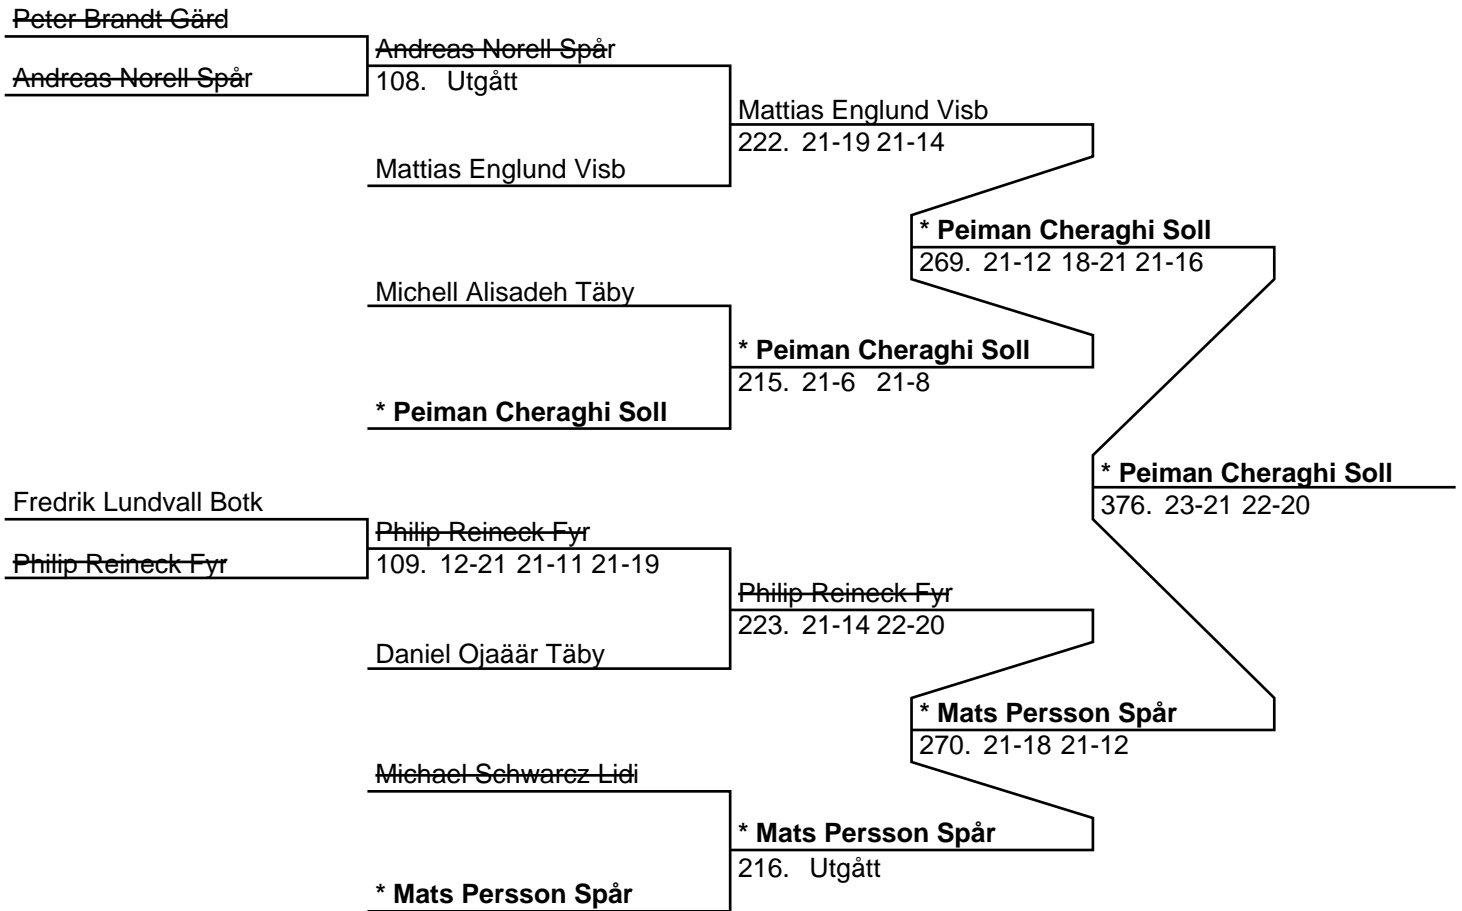 Peter Brandt Gärd
Andreas Norell Spår
Andreas Norell Spår
108. Utgått
Mattias Englund Visb
222. 21-19 21-14
Mattias Englund Visb
* Peiman Cheraghi Soll
269. 21-12 18-21 21-16
Michell Alisadeh Täby
* Peiman Cheraghi Soll
215. 21-6 21-8
* Peiman Cheraghi Soll
* Peiman Cheraghi Soll
376. 23-21 22-20
Fredrik Lundvall Botk
Philip Reineck Fyr
Philip Reineck Fyr
109. 12-21 21-11 21-19
Philip Reineck Fyr
223. 21-14 22-20
Daniel Ojaäär Täby
* Mats Persson Spår
270. 21-18 21-12
Michael Schwarcz Lidi
* Mats Persson Spår
216. Utgått
* Mats Persson Spår